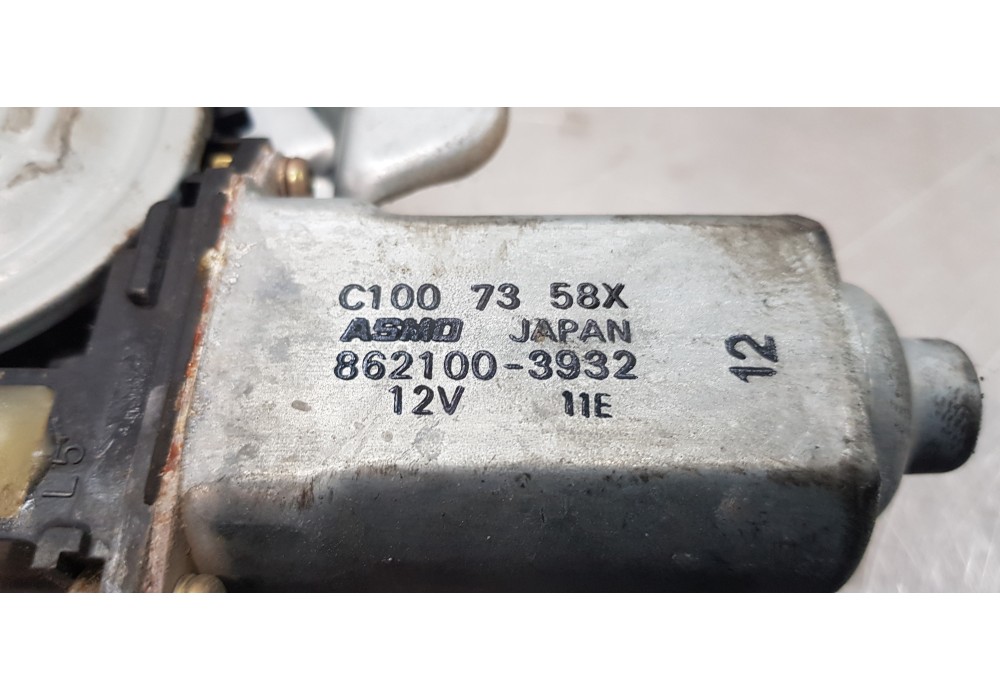 C100 73 58X
ASMO JAPAN
862100-3932
12V 11E
12
L5